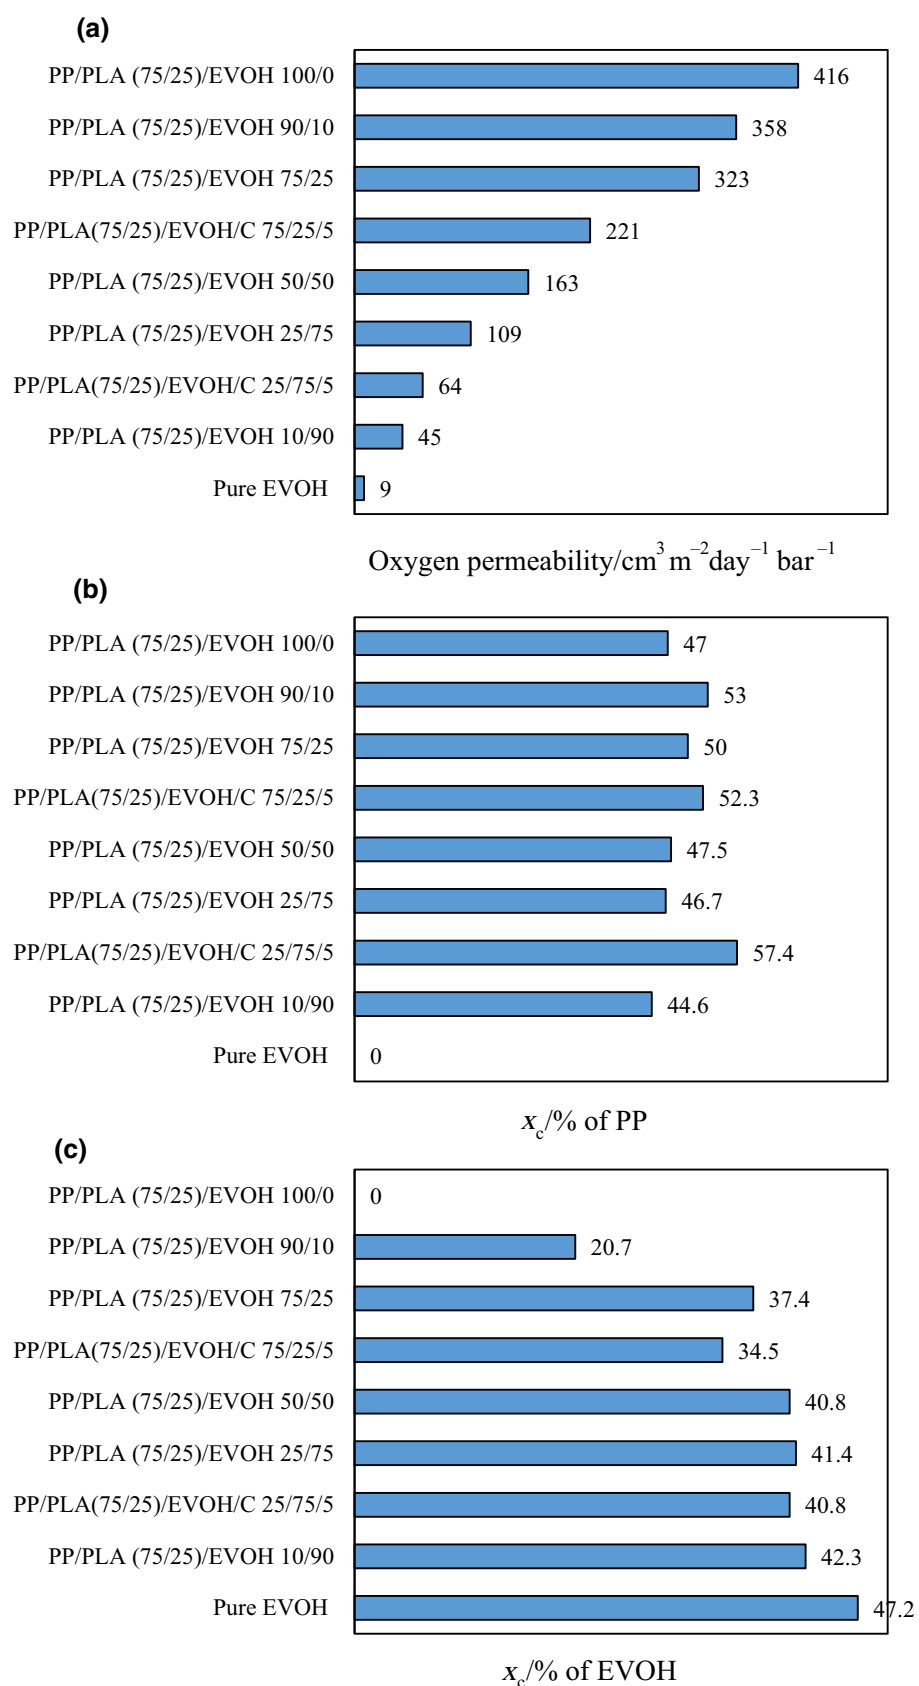 (a)
PP/PLA (75/25)/EVOH 100/0 416
PP/PLA (75/25)/EVOH 90/10 358
PP/PLA (75/25)/EVOH 75/25 323
PP/PLA(75/25)/EVOH/C 75/25/5 221
PP/PLA (75/25)/EVOH 50/50 163
PP/PLA (75/25)/EVOH 25/75 109
PP/PLA(75/25)/EVOH/C 25/75/5 64
PP/PLA (75/25)/EVOH 10/90 45
Pure EVOH 9
Oxygen permeability/cm³ m⁻² day⁻¹ bar⁻¹
(b)
PP/PLA (75/25)/EVOH 100/0 47
PP/PLA (75/25)/EVOH 90/10 53
PP/PLA (75/25)/EVOH 75/25 50
PP/PLA(75/25)/EVOH/C 75/25/5 52.3
PP/PLA (75/25)/EVOH 50/50 47.5
PP/PLA (75/25)/EVOH 25/75 46.7
PP/PLA(75/25)/EVOH/C 25/75/5 57.4
PP/PLA (75/25)/EVOH 10/90 44.6
Pure EVOH 0
x_c/% of PP
(c)
PP/PLA (75/25)/EVOH 100/0 0
PP/PLA (75/25)/EVOH 90/10 20.7
PP/PLA (75/25)/EVOH 75/25 37.4
PP/PLA(75/25)/EVOH/C 75/25/5 34.5
PP/PLA (75/25)/EVOH 50/50 40.8
PP/PLA (75/25)/EVOH 25/75 41.4
PP/PLA(75/25)/EVOH/C 25/75/5 40.8
PP/PLA (75/25)/EVOH 10/90 42.3
Pure EVOH 47.2
x_c/% of EVOH